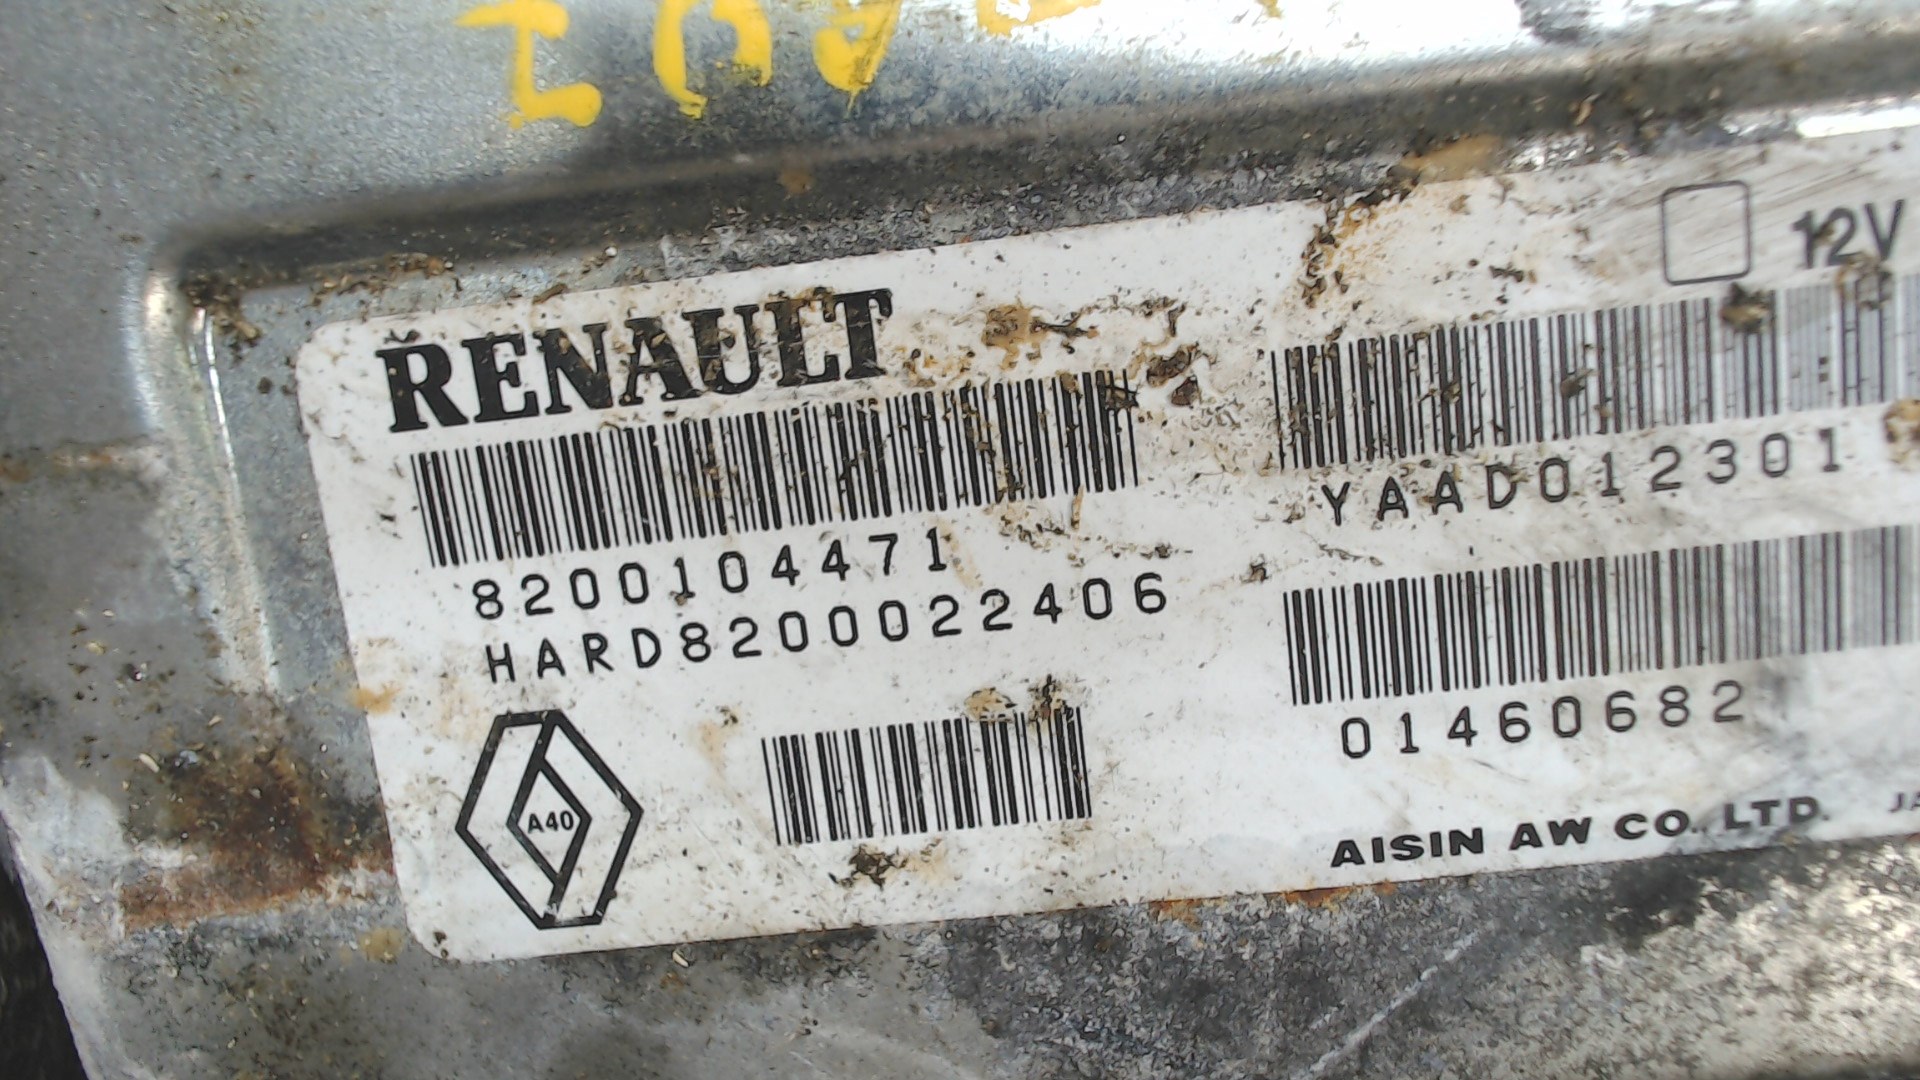 RENAULT
12V
8200104471
YAAD012301
HARD8200022406
01460682
A40
AISIN AW CO., LTD.